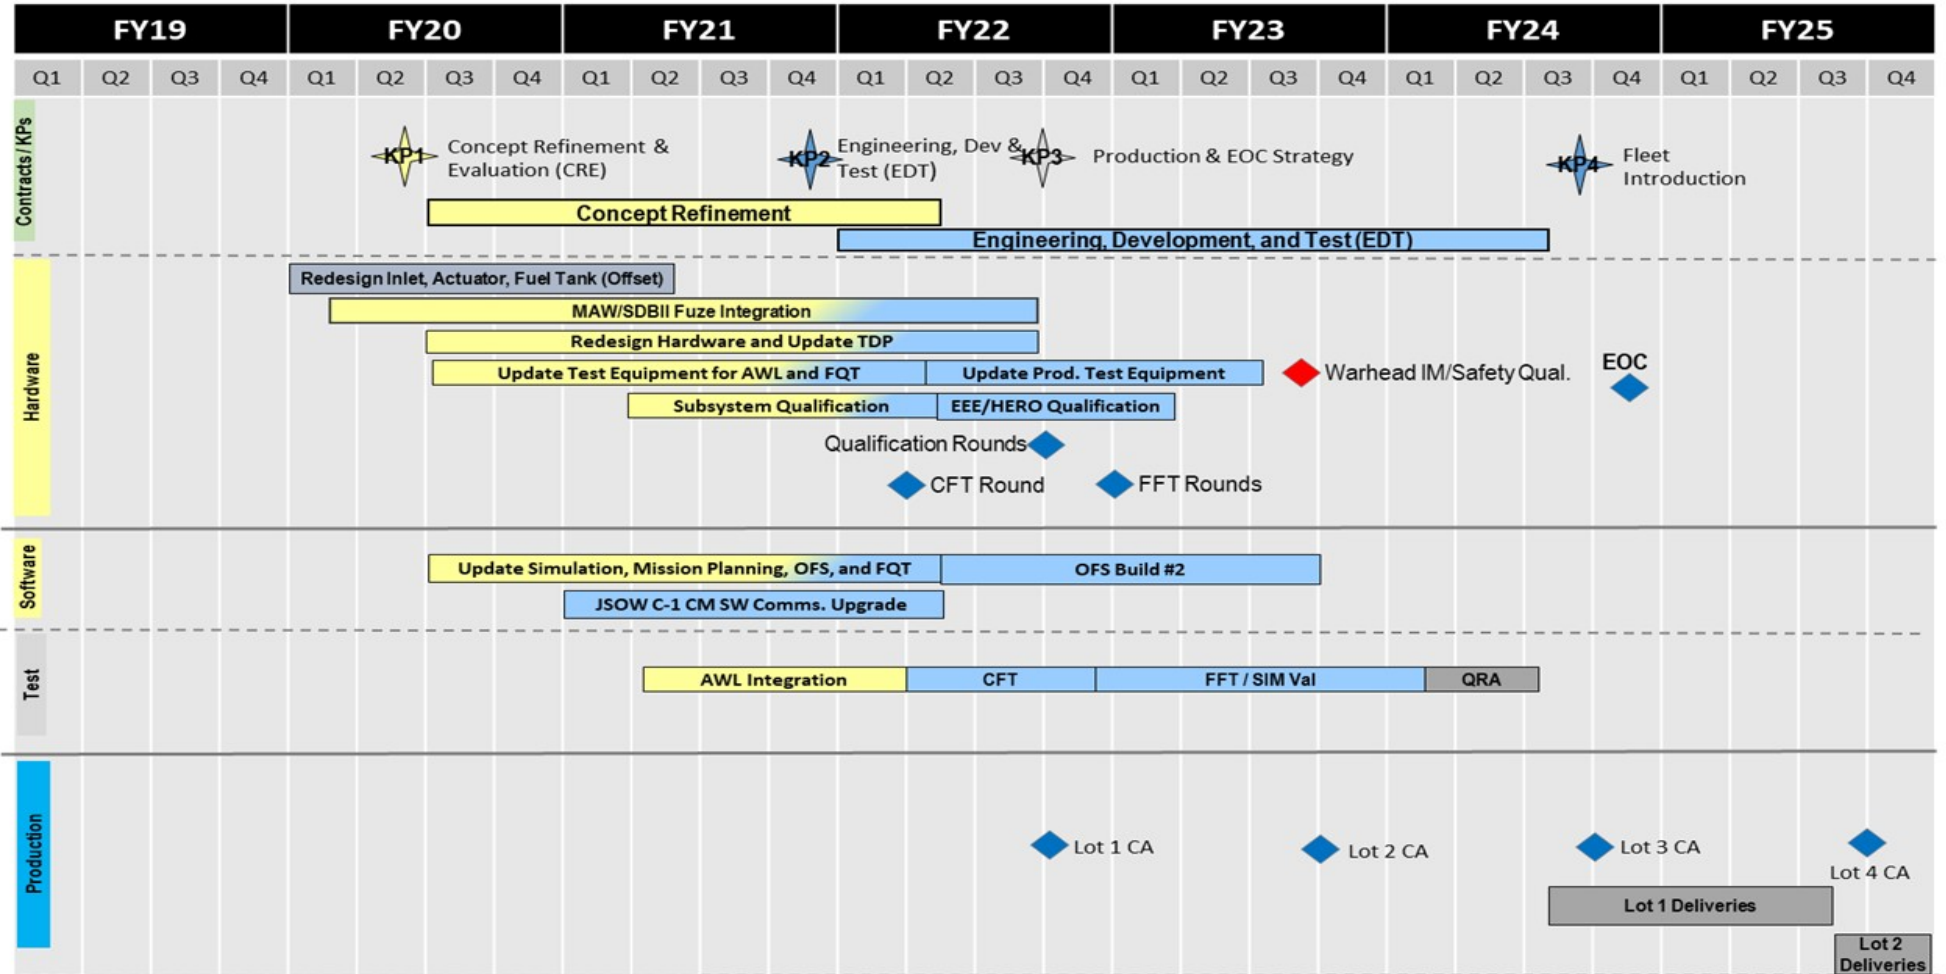 FY19 FY20 FY21 FY22 FY23 FY24 FY25
Q1 Q2 Q3 Q4 Q1 Q2 Q3 Q4 Q1 Q2 Q3 Q4 Q1 Q2 Q3 Q4 Q1 Q2 Q3 Q4 Q1 Q2 Q3 Q4 Q1 Q2 Q3 Q4
Contracts / KPs
KP1
Concept Refinement &
Evaluation (CRE)
KP2
Engineering, Dev &
Test (EDT)
KP3
Production & EOC Strategy
KP4
Fleet
Introduction
Concept Refinement
Engineering, Development, and Test (EDT)
Hardware
Redesign Inlet, Actuator, Fuel Tank (Offset)
MAW/SDBII Fuze Integration
Redesign Hardware and Update TDP
Update Test Equipment for AWL and FQT
Update Prod. Test Equipment
Warhead IM/Safety Qual.
EOC
Subsystem Qualification
EEE/HERO Qualification
Qualification Rounds
CFT Round
FFT Rounds
Software
Update Simulation, Mission Planning, OFS, and FQT
OFS Build #2
JSOW C-1 CM SW Comms. Upgrade
Test
AWL Integration
CFT
FFT / SIM Val
QRA
Production
Lot 1 CA
Lot 2 CA
Lot 3 CA
Lot 4 CA
Lot 1 Deliveries
Lot 2
Deliveries